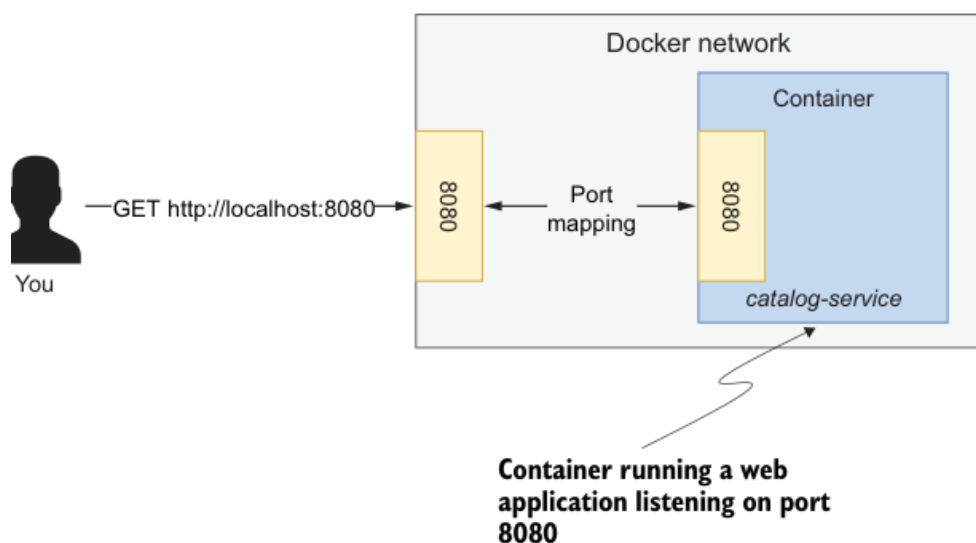 Docker network
Container
GET http://localhost:8080
8080
Port
mapping
8080
You
catalog-service
Container running a web
application listening on port
8080